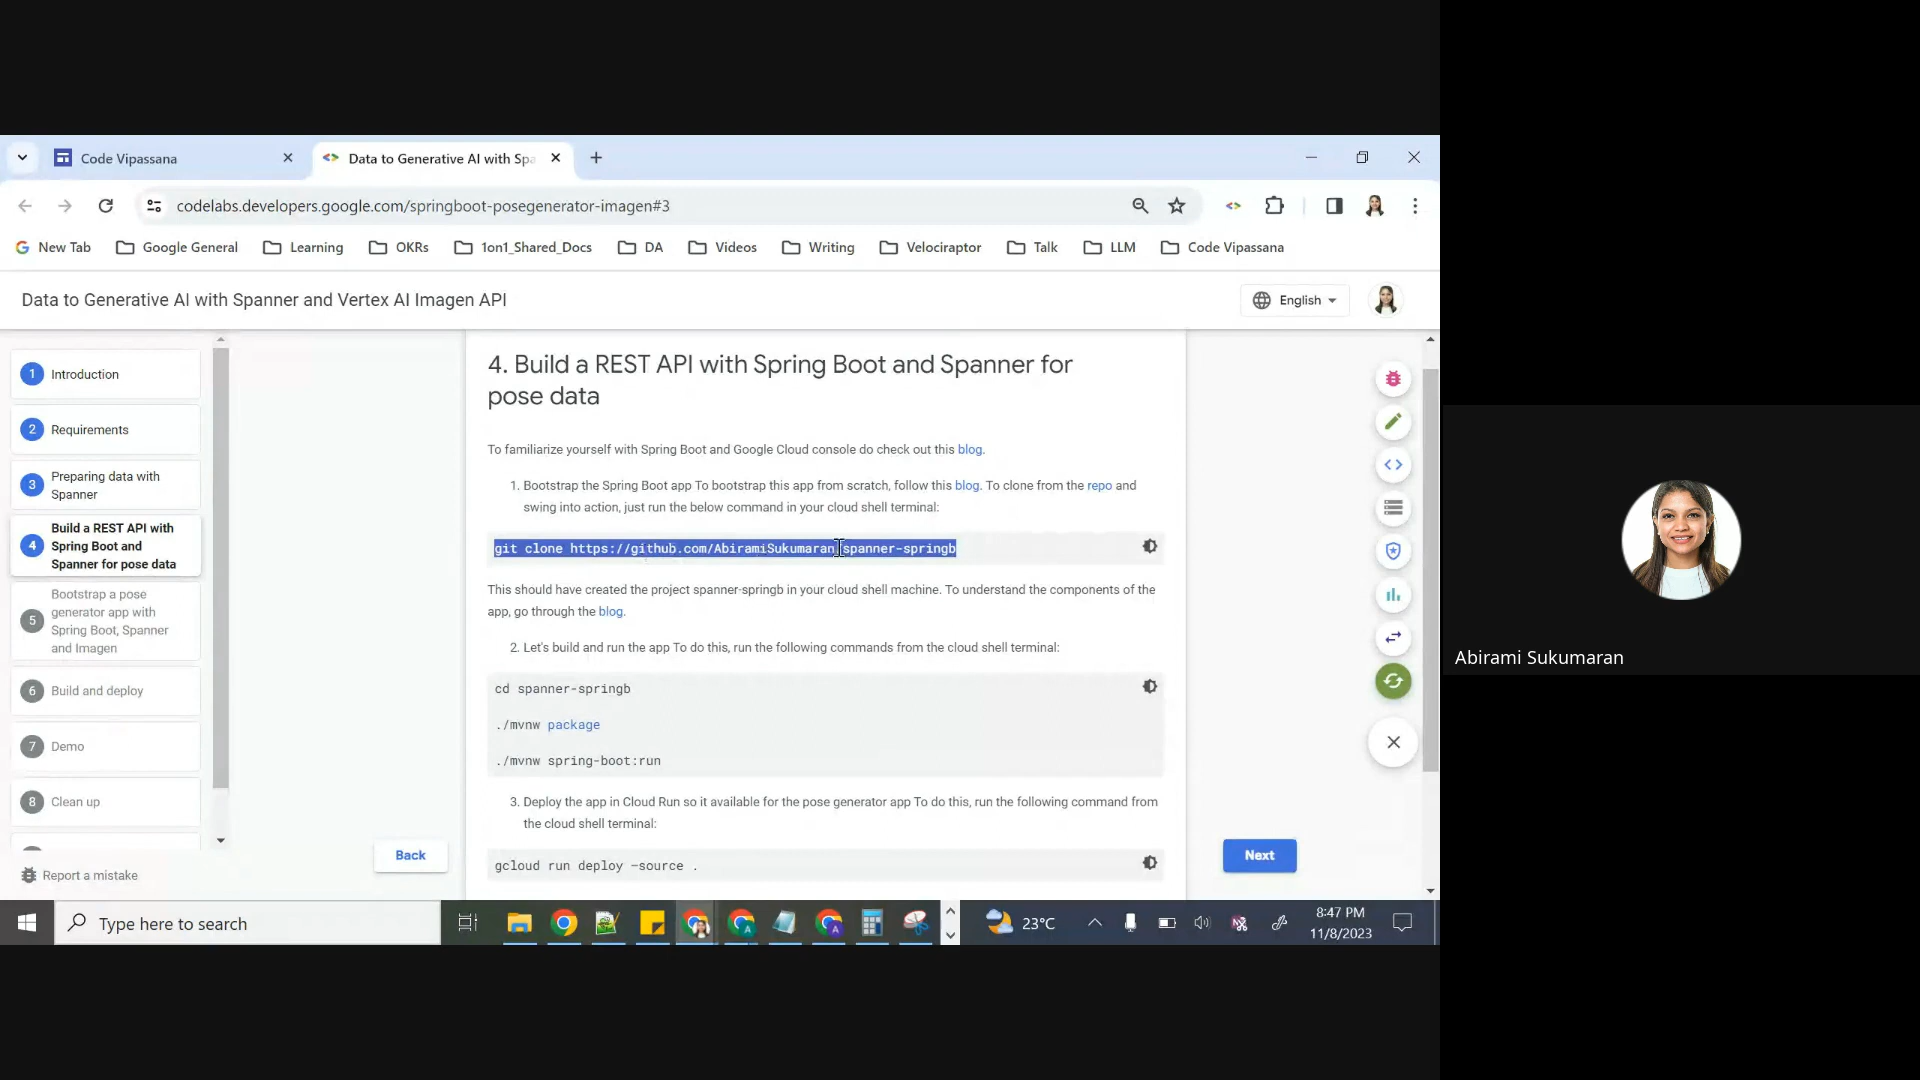 Code Vipassana
Data to Generative AI with Spa
codelabs.developers.google.com/springboot-posegenerator-imagen#3
New Tab
Google General
Learning
OKRs
1on1_Shared_Docs
DA
Videos
Writing
Velociraptor
Talk
LLM
Code Vipassana
Data to Generative AI with Spanner and Vertex AI Imagen API
English
1 Introduction
2 Requirements
3 Preparing data with
Spanner
4 Build a REST API with
Spring Boot and
Spanner for pose data
5 Bootstrap a pose
generator app with
Spring Boot, Spanner
and Imagen
6 Build and deploy
7 Demo
8 Clean up
Report a mistake
4. Build a REST API with Spring Boot and Spanner for
pose data
To familiarize yourself with Spring Boot and Google Cloud console do check out this blog.
1. Bootstrap the Spring Boot app To bootstrap this app from scratch, follow this blog. To clone from the repo and
swing into action, just run the below command in your cloud shell terminal:
git clone https://github.com/AbiramiSukumaran/spanner-springb
This should have created the project spanner-springb in your cloud shell machine. To understand the components of the
app, go through the blog.
2. Let's build and run the app To do this, run the following commands from the cloud shell terminal:
cd spanner-springb
./mvnw package
./mvnw spring-boot:run
3. Deploy the app in Cloud Run so it available for the pose generator app To do this, run the following command from
the cloud shell terminal:
gcloud run deploy –source .
Back
Next
Type here to search
23°C
8:47 PM
11/8/2023
Abirami Sukumaran